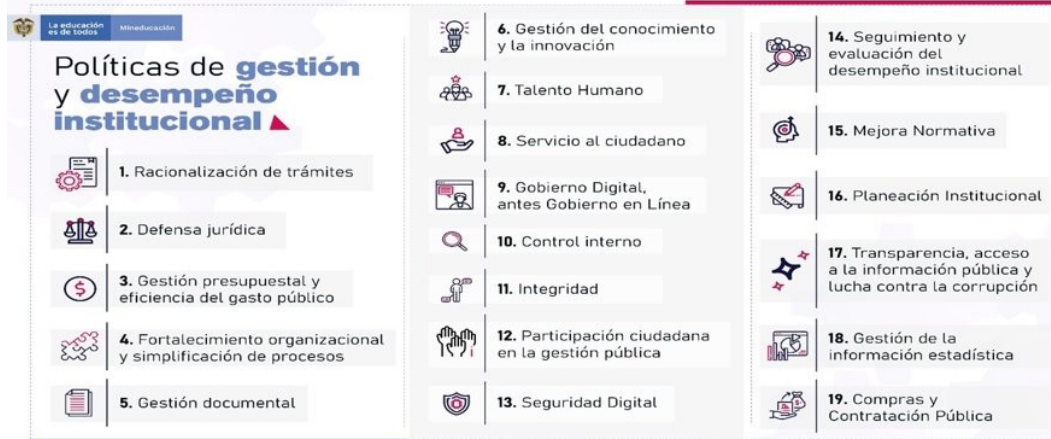 La educación
es de todos
Mineducación
Políticas de gestión
y desempeño
institucional
1. Racionalización de trámites
2. Defensa jurídica
3. Gestión presupuestal y
eficiencia del gasto público
4. Fortalecimiento organizacional
y simplificación de procesos
5. Gestión documental
6. Gestión del conocimiento
y la innovación
7. Talento Humano
8. Servicio al ciudadano
9. Gobierno Digital,
antes Gobierno en Línea
10. Control interno
11. Integridad
12. Participación ciudadana
en la gestión pública
13. Seguridad Digital
14. Seguimiento y
evaluación del
desempeño institucional
15. Mejora Normativa
16. Planeación Institucional
17. Transparencia, acceso
a la información pública y
lucha contra la corrupción
18. Gestión de la
información estadística
19. Compras y
Contratación Pública